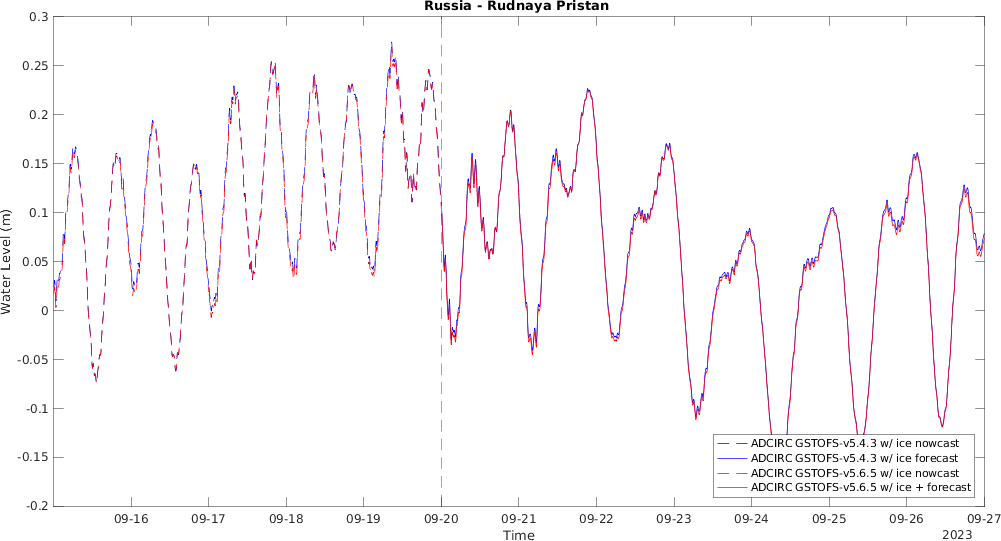 Russia - Rudnaya Pristan
0.3
0.25
0.2
0.15
0.1
0.05
0
-0.05
-0.1
-0.15
-0.2
Water Level (m)
ADCIRC GSTOFS-v5.4.3 w/ ice nowcast
ADCIRC GSTOFS-v5.4.3 w/ ice forecast
ADCIRC GSTOFS-v5.6.5 w/ ice nowcast
ADCIRC GSTOFS-v5.6.5 w/ ice + forecast
09-16 09-17 09-18 09-19 09-20 09-21 09-22 09-23 09-24 09-25 09-26 09-27
Time
2023